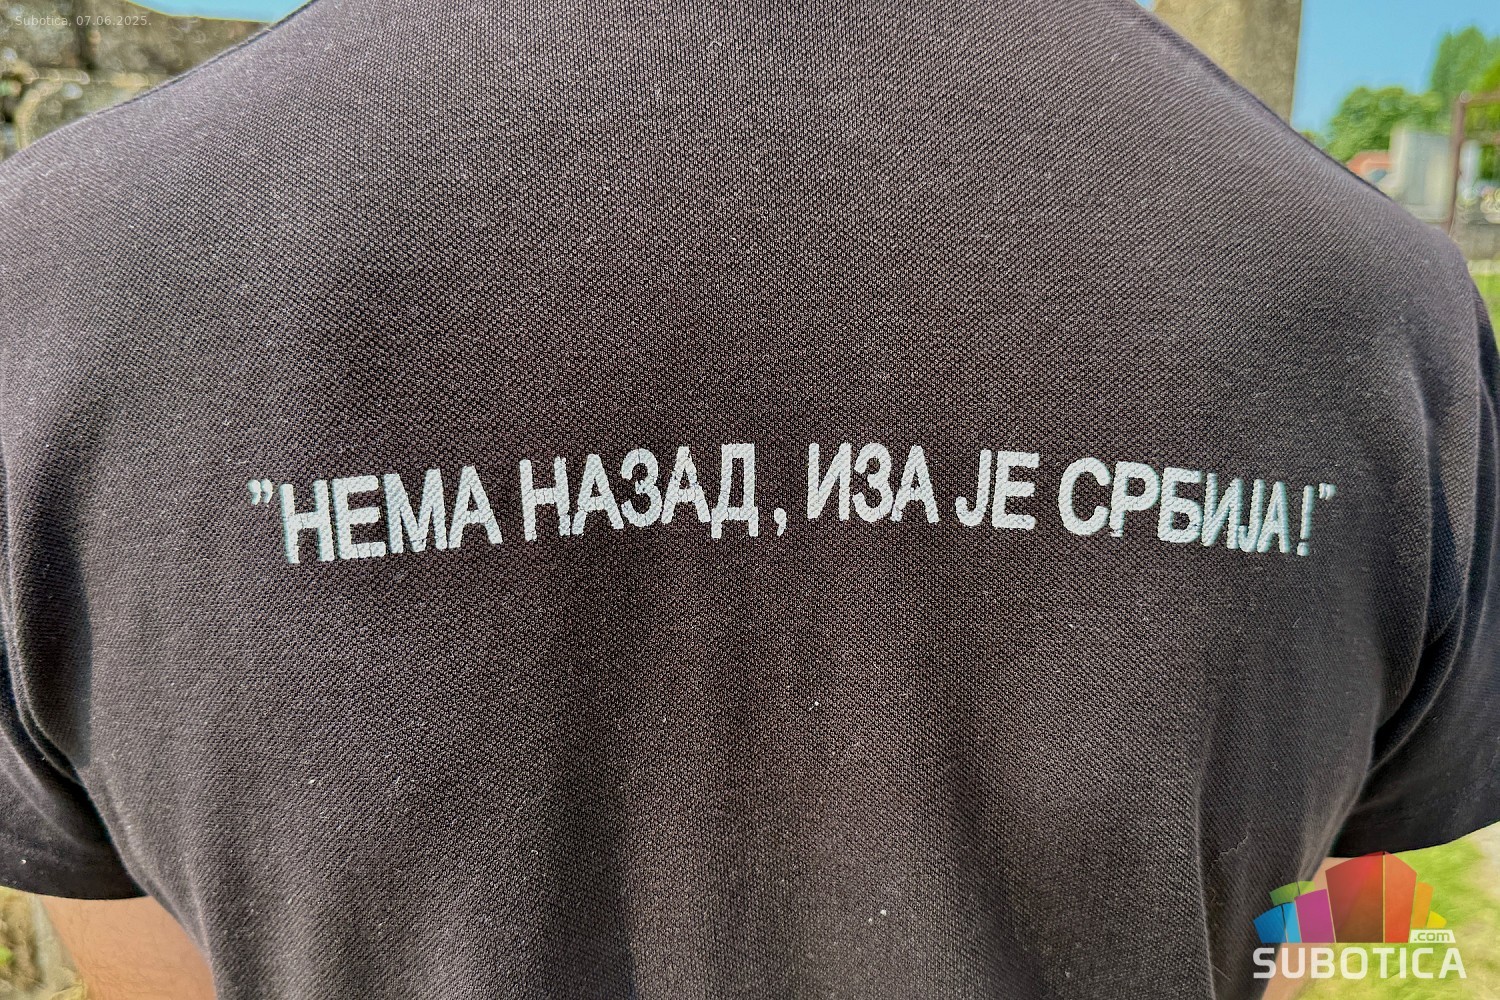 Subotica, 07.06.2025.
"НЕМА НАЗАД, ИЗА ЈЕ СРБИЈА!"
.com
SUBOTICA